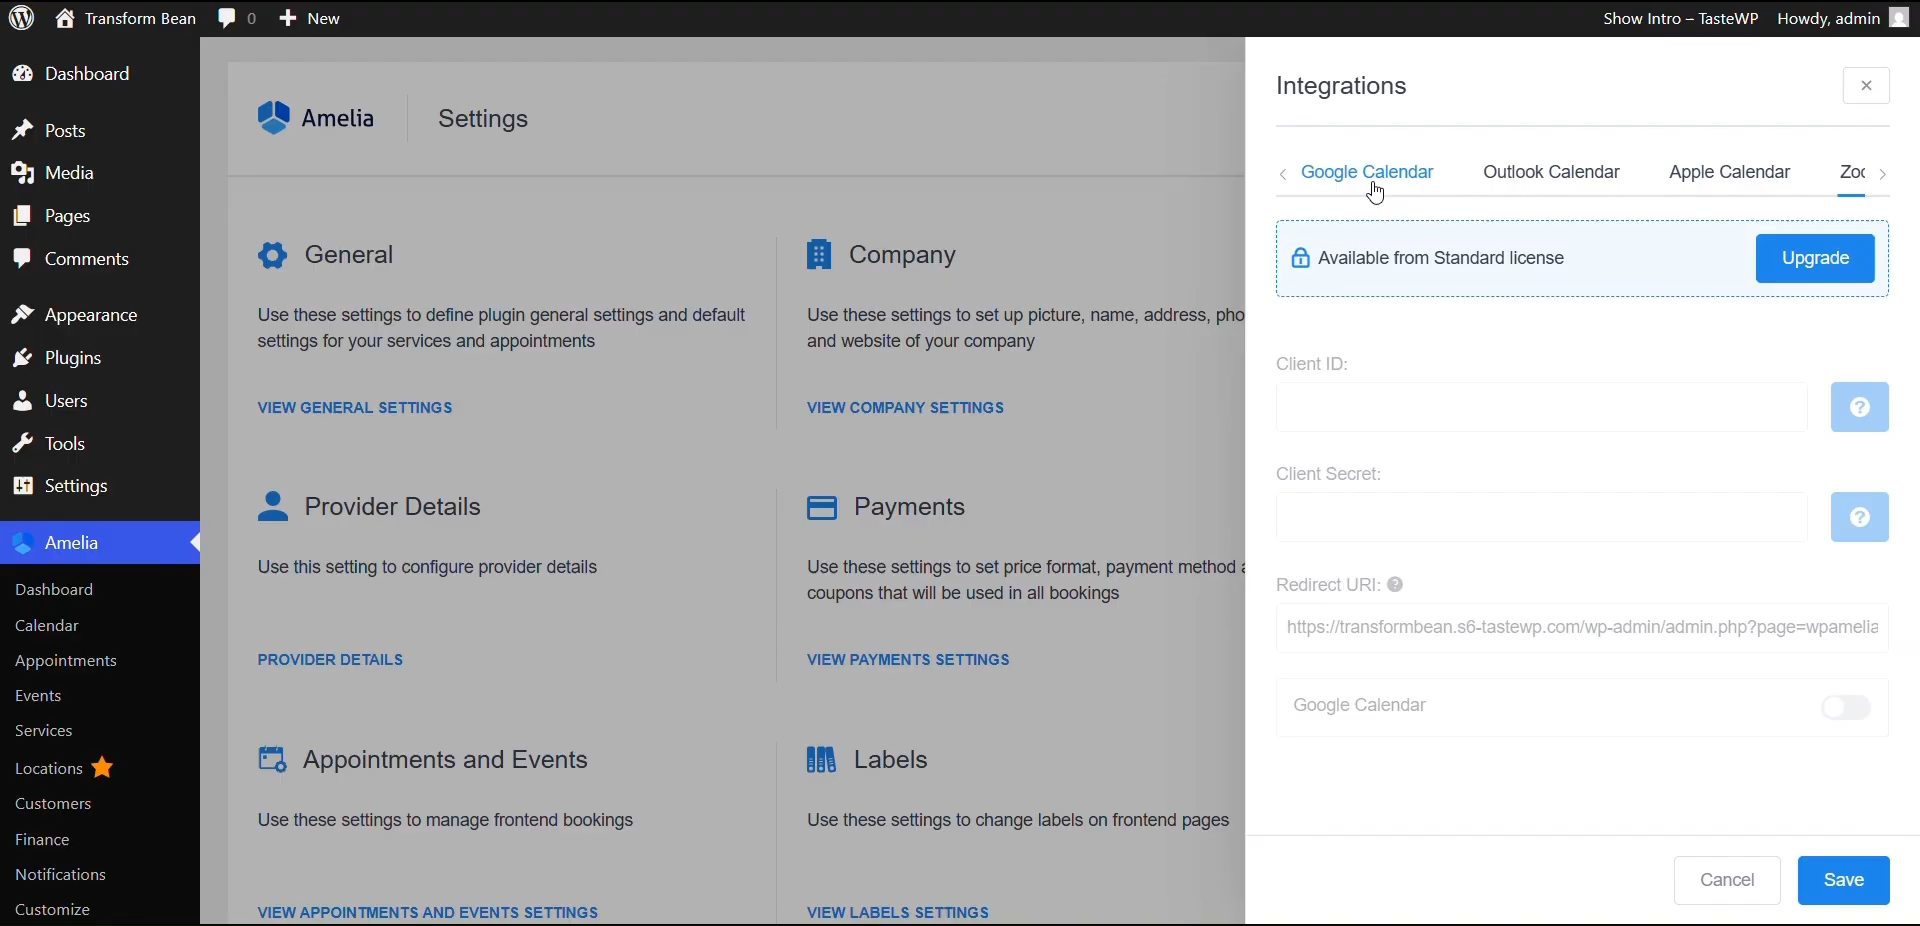 Transform Bean
0
New
Show Intro – TasteWP
Howdy, admin
Dashboard
Posts
Media
Pages
Comments
Appearance
Plugins
Users
Tools
Settings
Amelia
Dashboard
Calendar
Appointments
Events
Services
Locations
Customers
Finance
Notifications
Customize
Amelia
Settings
General
Use these settings to define plugin general settings and default
settings for your services and appointments
VIEW GENERAL SETTINGS
Company
Use these settings to set up picture, name, address, pho
and website of your company
VIEW COMPANY SETTINGS
Provider Details
Use this setting to configure provider details
PROVIDER DETAILS
Payments
Use these settings to set price format, payment method a
coupons that will be used in all bookings
VIEW PAYMENTS SETTINGS
Appointments and Events
Use these settings to manage frontend bookings
VIEW APPOINTMENTS AND EVENTS SETTINGS
Labels
Use these settings to change labels on frontend pages
VIEW LABELS SETTINGS
Integrations
Google Calendar
Outlook Calendar
Apple Calendar
Zoo
Available from Standard license
Upgrade
Client ID:
Client Secret:
Redirect URI:
https://transformbean.s6-tastewp.com/wp-admin/admin.php?page=wpamelia
Google Calendar
Cancel
Save